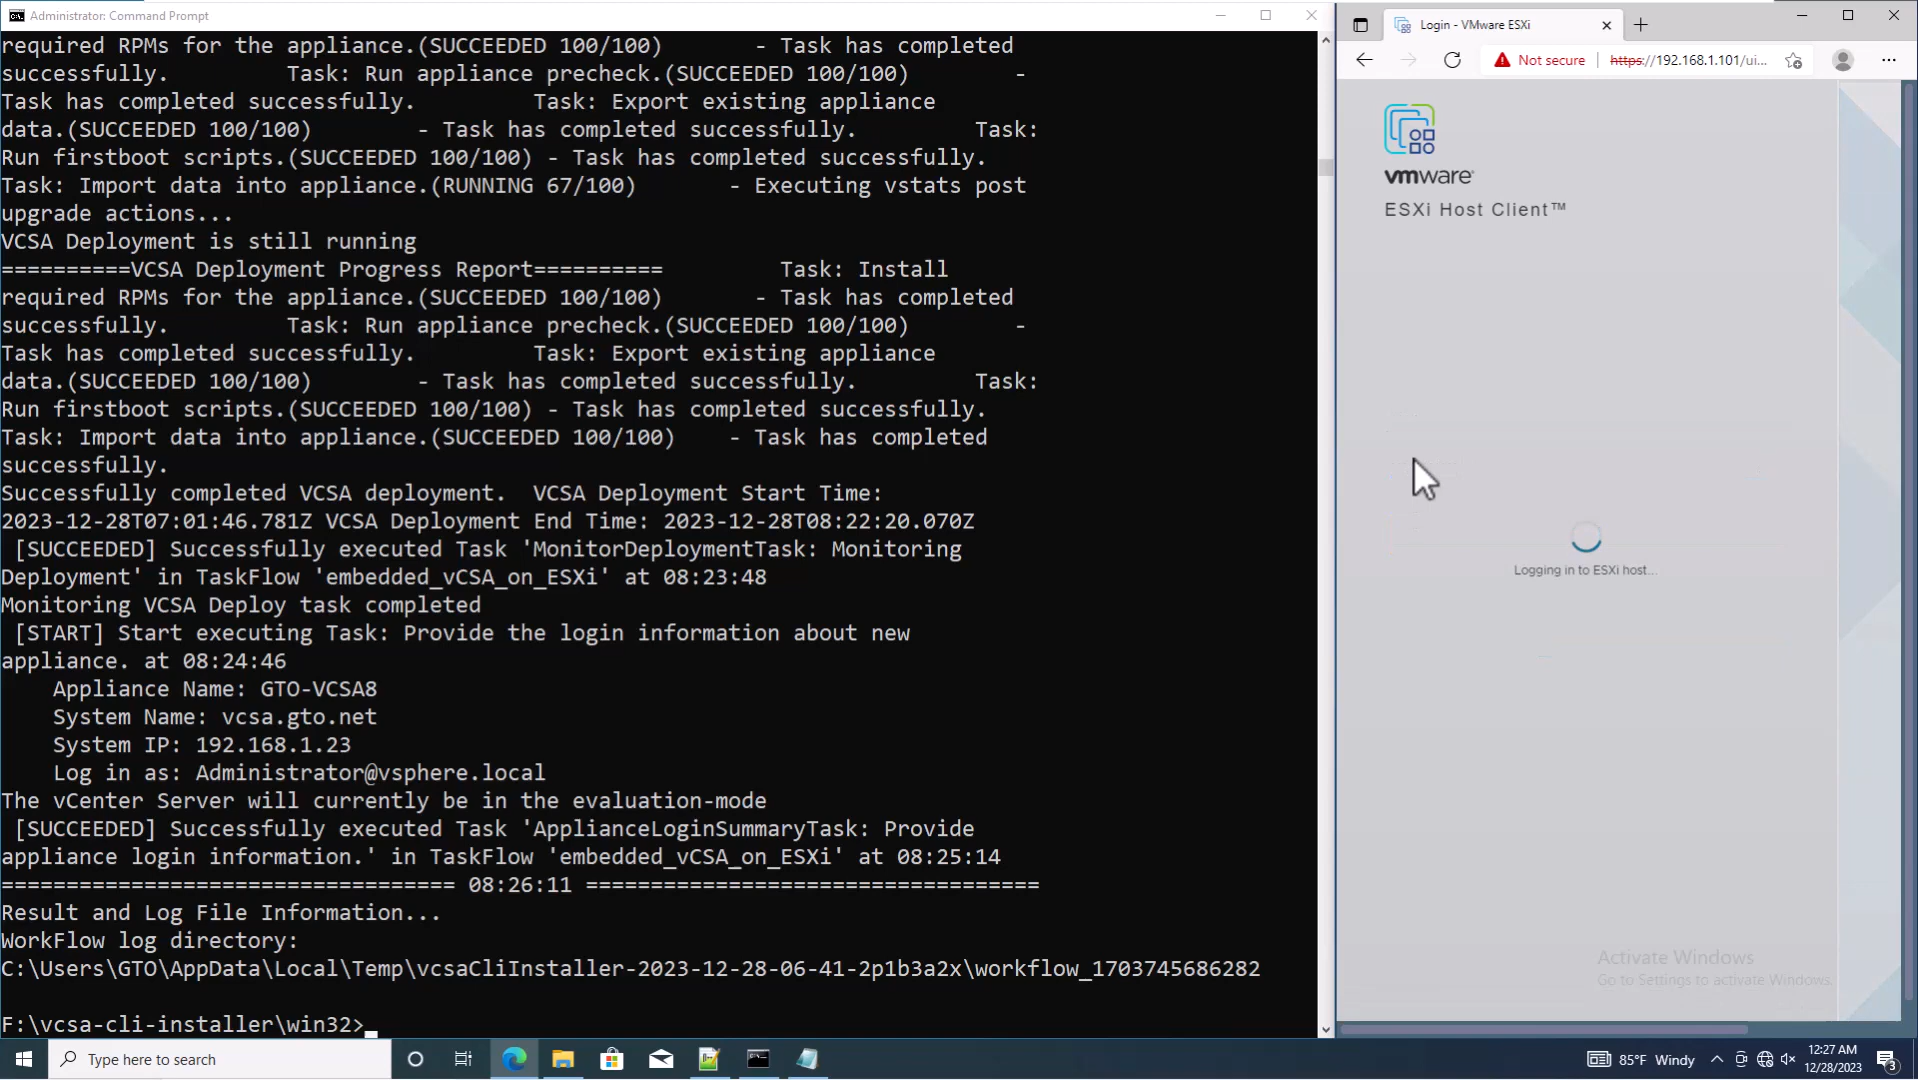 Administrator: Command Prompt
required RPMs for the appliance.(SUCCEEDED 100/100)       - Task has completed
successfully.         Task: Run appliance precheck.(SUCCEEDED 100/100)        -
Task has completed successfully.         Task: Export existing appliance
data.(SUCCEEDED 100/100)        - Task has completed successfully.         Task:
Run firstboot scripts.(SUCCEEDED 100/100) - Task has completed successfully.
Task: Import data into appliance.(RUNNING 67/100)       - Executing vstats post
upgrade actions...
VCSA Deployment is still running
==========VCSA Deployment Progress Report==========         Task: Install
required RPMs for the appliance.(SUCCEEDED 100/100)       - Task has completed
successfully.         Task: Run appliance precheck.(SUCCEEDED 100/100)        -
Task has completed successfully.         Task: Export existing appliance
data.(SUCCEEDED 100/100)        - Task has completed successfully.         Task:
Run firstboot scripts.(SUCCEEDED 100/100) - Task has completed successfully.
Task: Import data into appliance.(SUCCEEDED 100/100)    - Task has completed
successfully.
Successfully completed VCSA deployment.  VCSA Deployment Start Time:
2023-12-28T07:01:46.781Z VCSA Deployment End Time: 2023-12-28T08:22:20.070Z
 [SUCCEEDED] Successfully executed Task 'MonitorDeploymentTask: Monitoring
Deployment' in TaskFlow 'embedded_vCSA_on_ESXi' at 08:23:48
Monitoring VCSA Deploy task completed
 [START] Start executing Task: Provide the login information about new
appliance. at 08:24:46
    Appliance Name: GTO-VCSA8
    System Name: vcsa.gto.net
    System IP: 192.168.1.23
    Log in as: Administrator@vsphere.local
The vCenter Server will currently be in the evaluation-mode
 [SUCCEEDED] Successfully executed Task 'ApplianceLoginSummaryTask: Provide
appliance login information.' in TaskFlow 'embedded_vCSA_on_ESXi' at 08:25:14
=================================== 08:26:11 ===================================
Result and Log File Information...
WorkFlow log directory:
C:\Users\GTO\AppData\Local\Temp\vcsaCliInstaller-2023-12-28-06-41-2p1b3a2x\workflow_1703745686282
F:\vcsa-cli-installer\win32>
Login - VMware ESXi
Not secure
https://192.168.1.101/ui...
vmware®
ESXi Host Client™
Logging in to ESXi host...
Activate Windows
Go to Settings to activate Windows.
Type here to search
85°F Windy
12:27 AM
12/28/2023
3